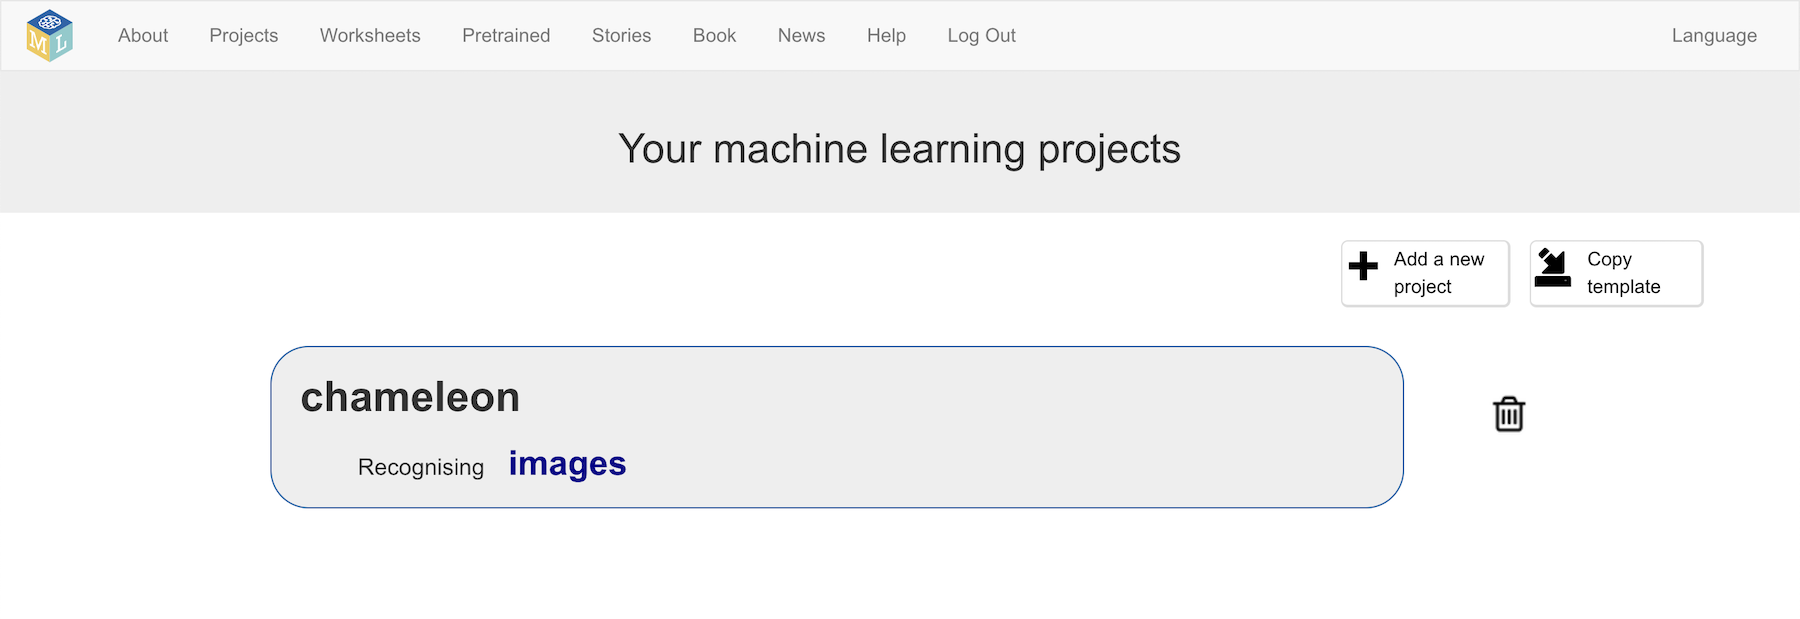 M L About Projects Worksheets Pretrained Stories Book News Help Log Out Language
Your machine learning projects
Add a new
project
Copy
template
chameleon
Recognising images